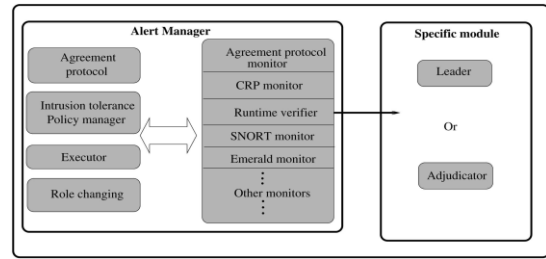 Alert Manager
Agreement
protocol
Intrusion tolerance
Policy manager
Executor
Role changing
Agreement protocol
monitor
CRP monitor
Runtime verifier
SNORT monitor
Emerald monitor
Other monitors
Specific module
Leader
Or
Adjudicator